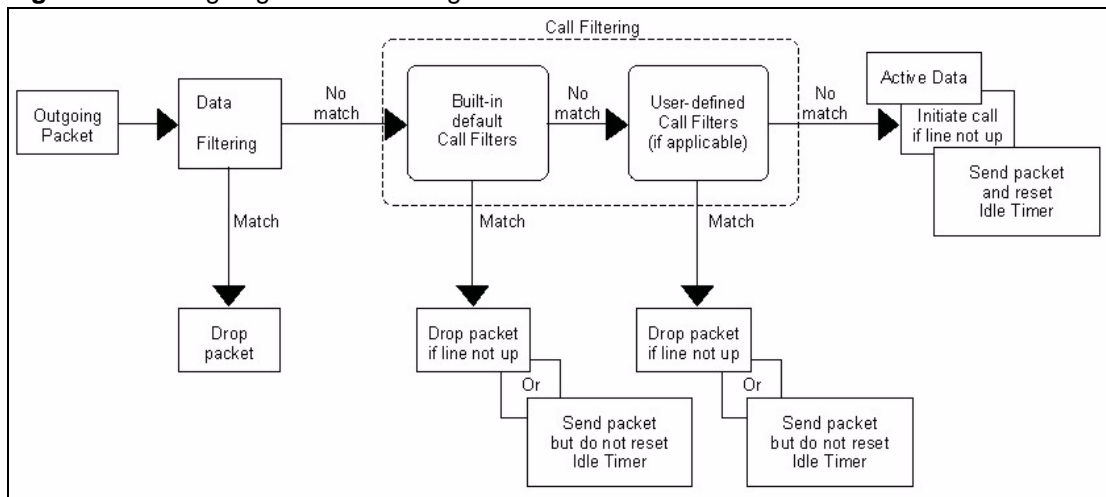 Call Filtering
Outgoing
Packet
Data
Filtering
No
match
Built-in
default
Call Filters
No
match
User-defined
Call Filters
(if applicable)
No
match
Active Data
Initiate call
if line not up
Send packet
and reset
Idle Timer
Match
Match
Match
Drop
packet
Drop packet
if line not up
Or
Send packet
but do not reset
Idle Timer
Drop packet
if line not up
Or
Send packet
but do not reset
Idle Timer